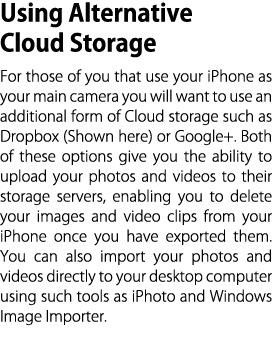 Using Alternative
Cloud Storage
For those of you that use your iPhone as
your main camera you will want to use an
additional form of Cloud storage such as
Dropbox (Shown here) or Google+. Both
of these options give you the ability to
upload your photos and videos to their
storage servers, enabling you to delete
your images and video clips from your
iPhone once you have exported them.
You can also import your photos and
videos directly to your desktop computer
using such tools as iPhoto and Windows
Image Importer.